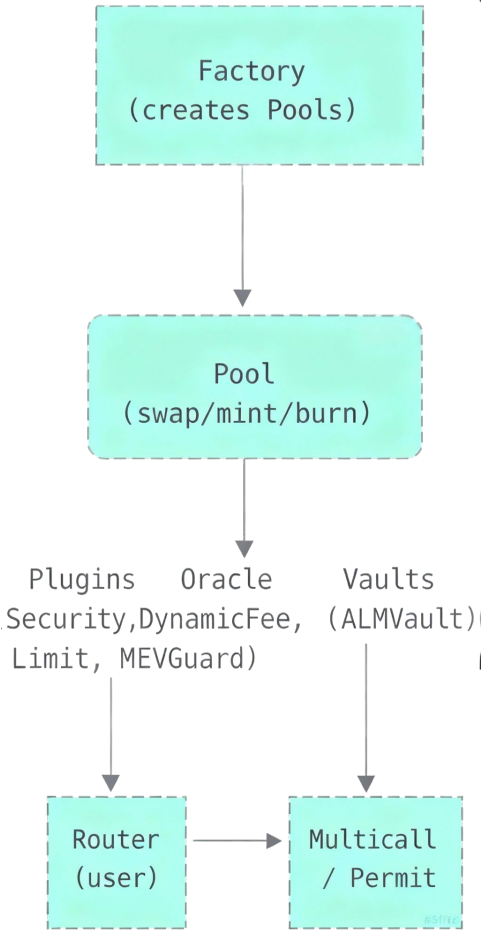 Factory
(creates Pools)
Pool
(swap/mint/burn)
Plugins Oracle Vaults
Security,DynamicFee, (ALMVault)
Limit, MEVGuard)
Router
(user)
Multicall
/ Permit